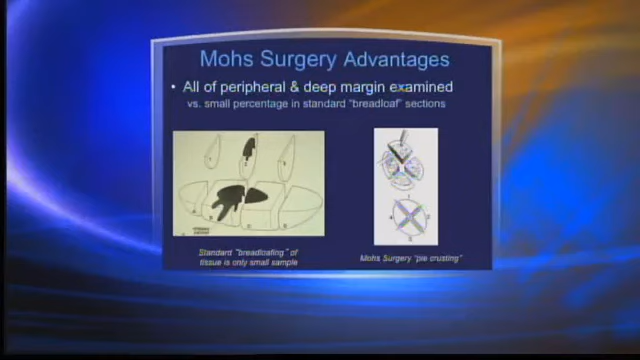 Mohs Surgery Advantages
• All of peripheral & deep margin examined
vs. small percentage in standard "breadloaf" sections
Standard "breadloafing" of
tissue is only small sample
Mohs Surgery "pie crusting"